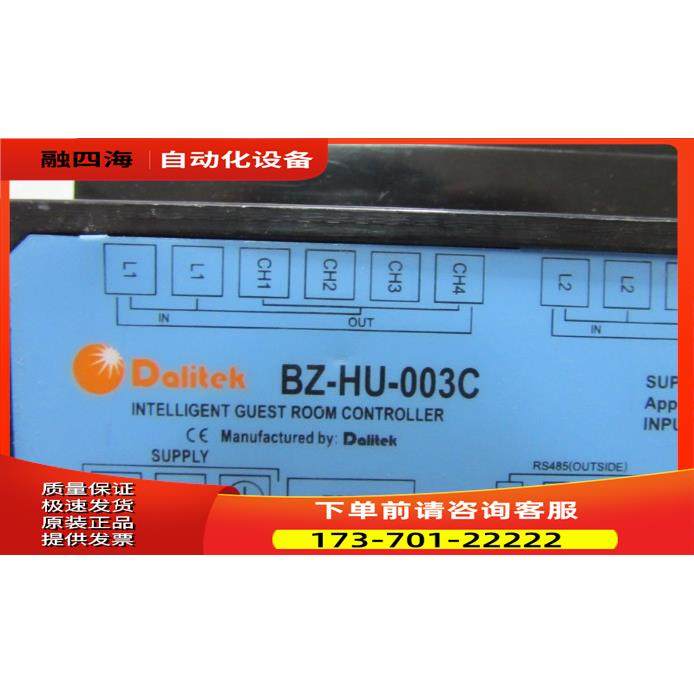 融四海 自动化设备
L1 L1 CH1 CH2 CH3 CH4 L2 L2
IN OUT IN
Dalitek BZ-HU-003C
INTELLIGENT GUEST ROOM CONTROLLER
CE Manufactured by: Dalitek
SUPPLY
SUP
App
INPU
RS485(OUTSIDE)
质量保证
极速发货
原装正品
提供发票
下单前请咨询客服
173-701-22222